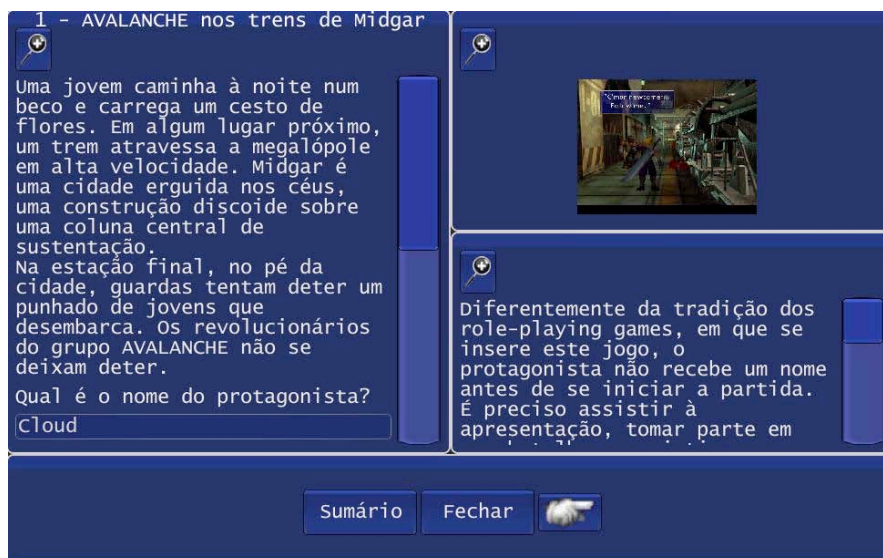 1 - AVALANCHE nos trens de Midgar
Uma jovem caminha à noite num
beco e carrega um cesto de
flores. Em algum lugar próximo,
um trem atravessa a megalópole
em alta velocidade. Midgar é
uma cidade erguida nos céus,
uma construção discoide sobre
uma coluna central de
sustentação.
Na estação final, no pé da
cidade, guardas tentam deter um
punhado de jovens que
desembarca. Os revolucionários
do grupo AVALANCHE não se
deixam deter.
Qual é o nome do protagonista?
Cloud
"C'mon newcomer.
Follow me."
Diferentemente da tradição dos
role-playing games, em que se
insere este jogo, o
protagonista não recebe um nome
antes de se iniciar a partida.
É preciso assistir à
apresentação, tomar parte em
Sumário
Fechar